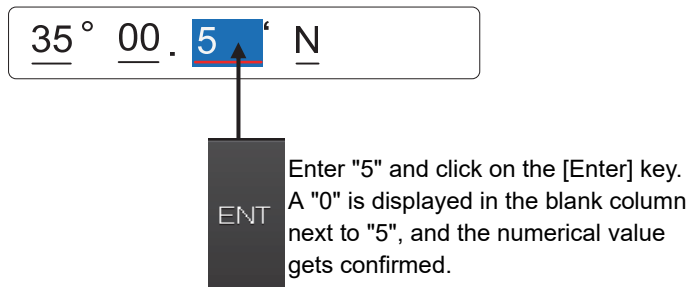 35° 00. 5 ‘ N
ENT
Enter "5" and click on the [Enter] key.
A "0" is displayed in the blank column
next to "5", and the numerical value
gets confirmed.